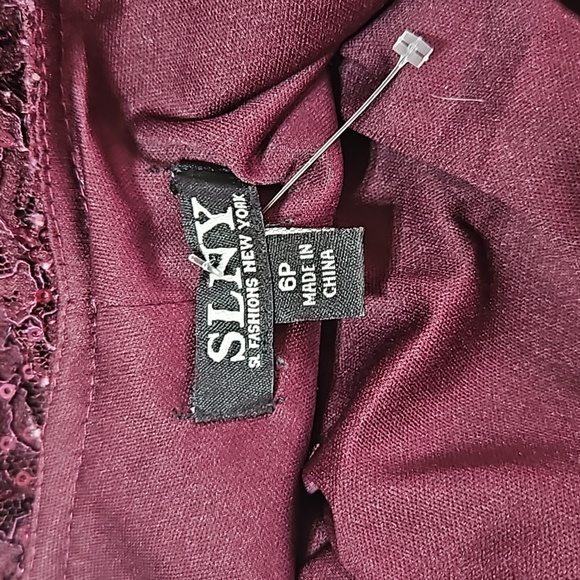 SLNY
SL FASHIONS NEW YORK
6P
MADE IN
CHINA